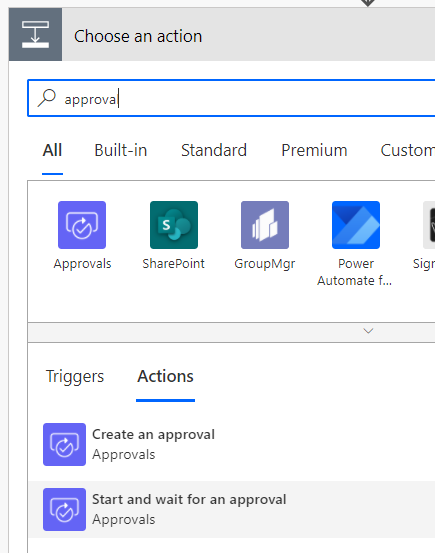 Choose an action
approval
All Built-in Standard Premium Custom
Approvals SharePoint GroupMgr Power Automate f... Sign
Triggers Actions
Create an approval
Approvals
Start and wait for an approval
Approvals